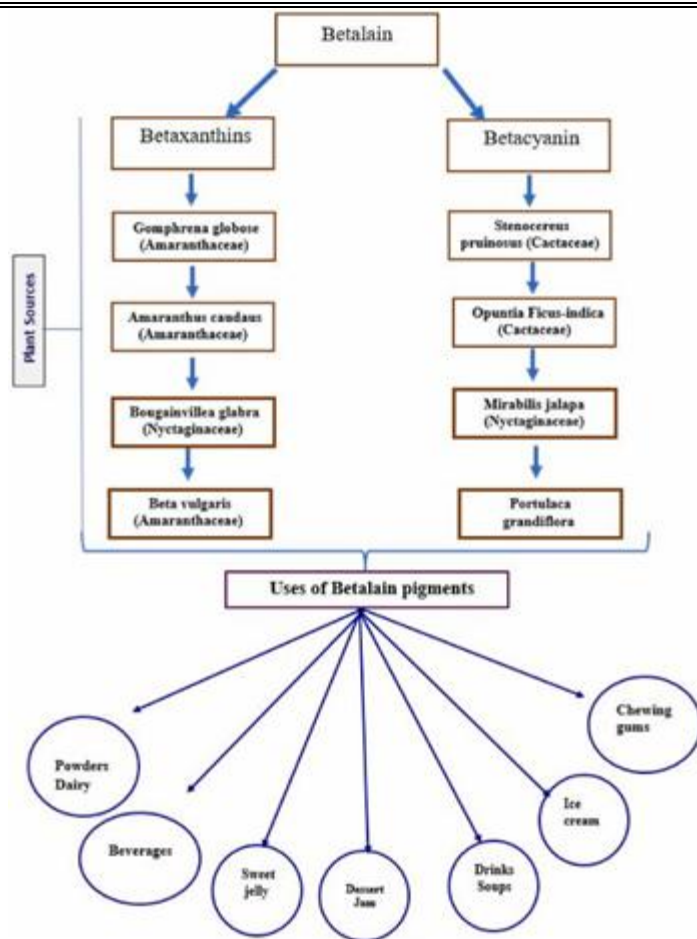 Betalain
Betaxanthins
Betacyanin
Gomphrena globose
(Amaranthaceae)
Stenocereus
pruinosus (Cactaceae)
Amaranthus caudaus
(Amaranthaceae)
Opuntia Ficus-indica
(Cactaceae)
Plant Sources
Bougainvillea glabra
(Nyctaginaceae)
Mirabilis jalapa
(Nyctaginaceae)
Beta vulgaris
(Amaranthaceae)
Portulaca
grandiflora
Uses of Betalain pigments
Powders
Dairy
Beverages
Sweet
jelly
Dessert
Jam
Drinks
Soups
Ice
cream
Chewing
gums